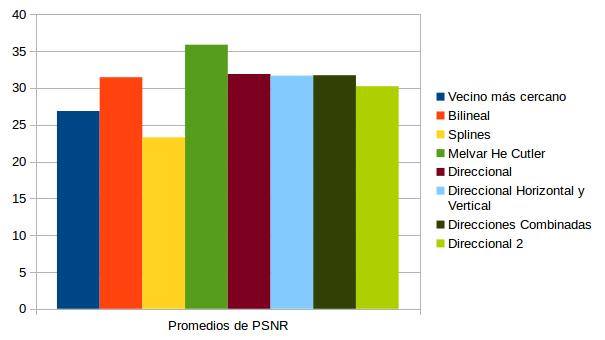 40
35
30
25
20
15
10
5
0
Promedios de PSNR
Vecino más cercano
Bilineal
Splines
Melvar He Cutler
Direccional
Direccional Horizontal y
Vertical
Direcciones Combinadas
Direccional 2